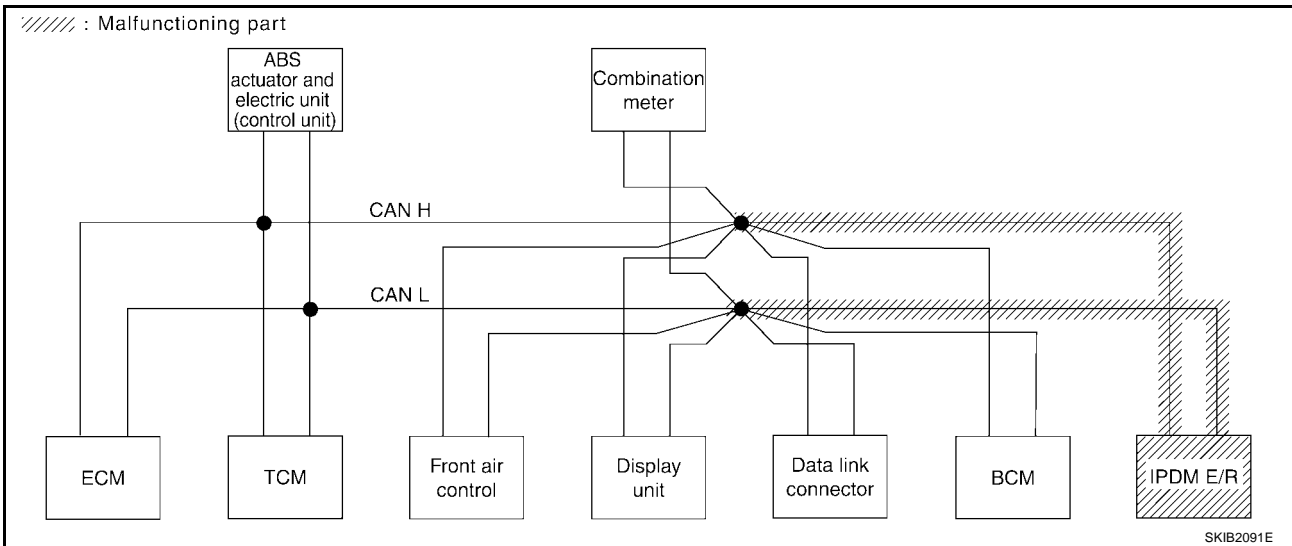 : Malfunctioning part
ABS
actuator and
electric unit
(control unit)
Combination
meter
CAN H
CAN L
ECM
TCM
Front air
control
Display
unit
Data link
connector
BCM
IPDM E/R
SKIB2091E